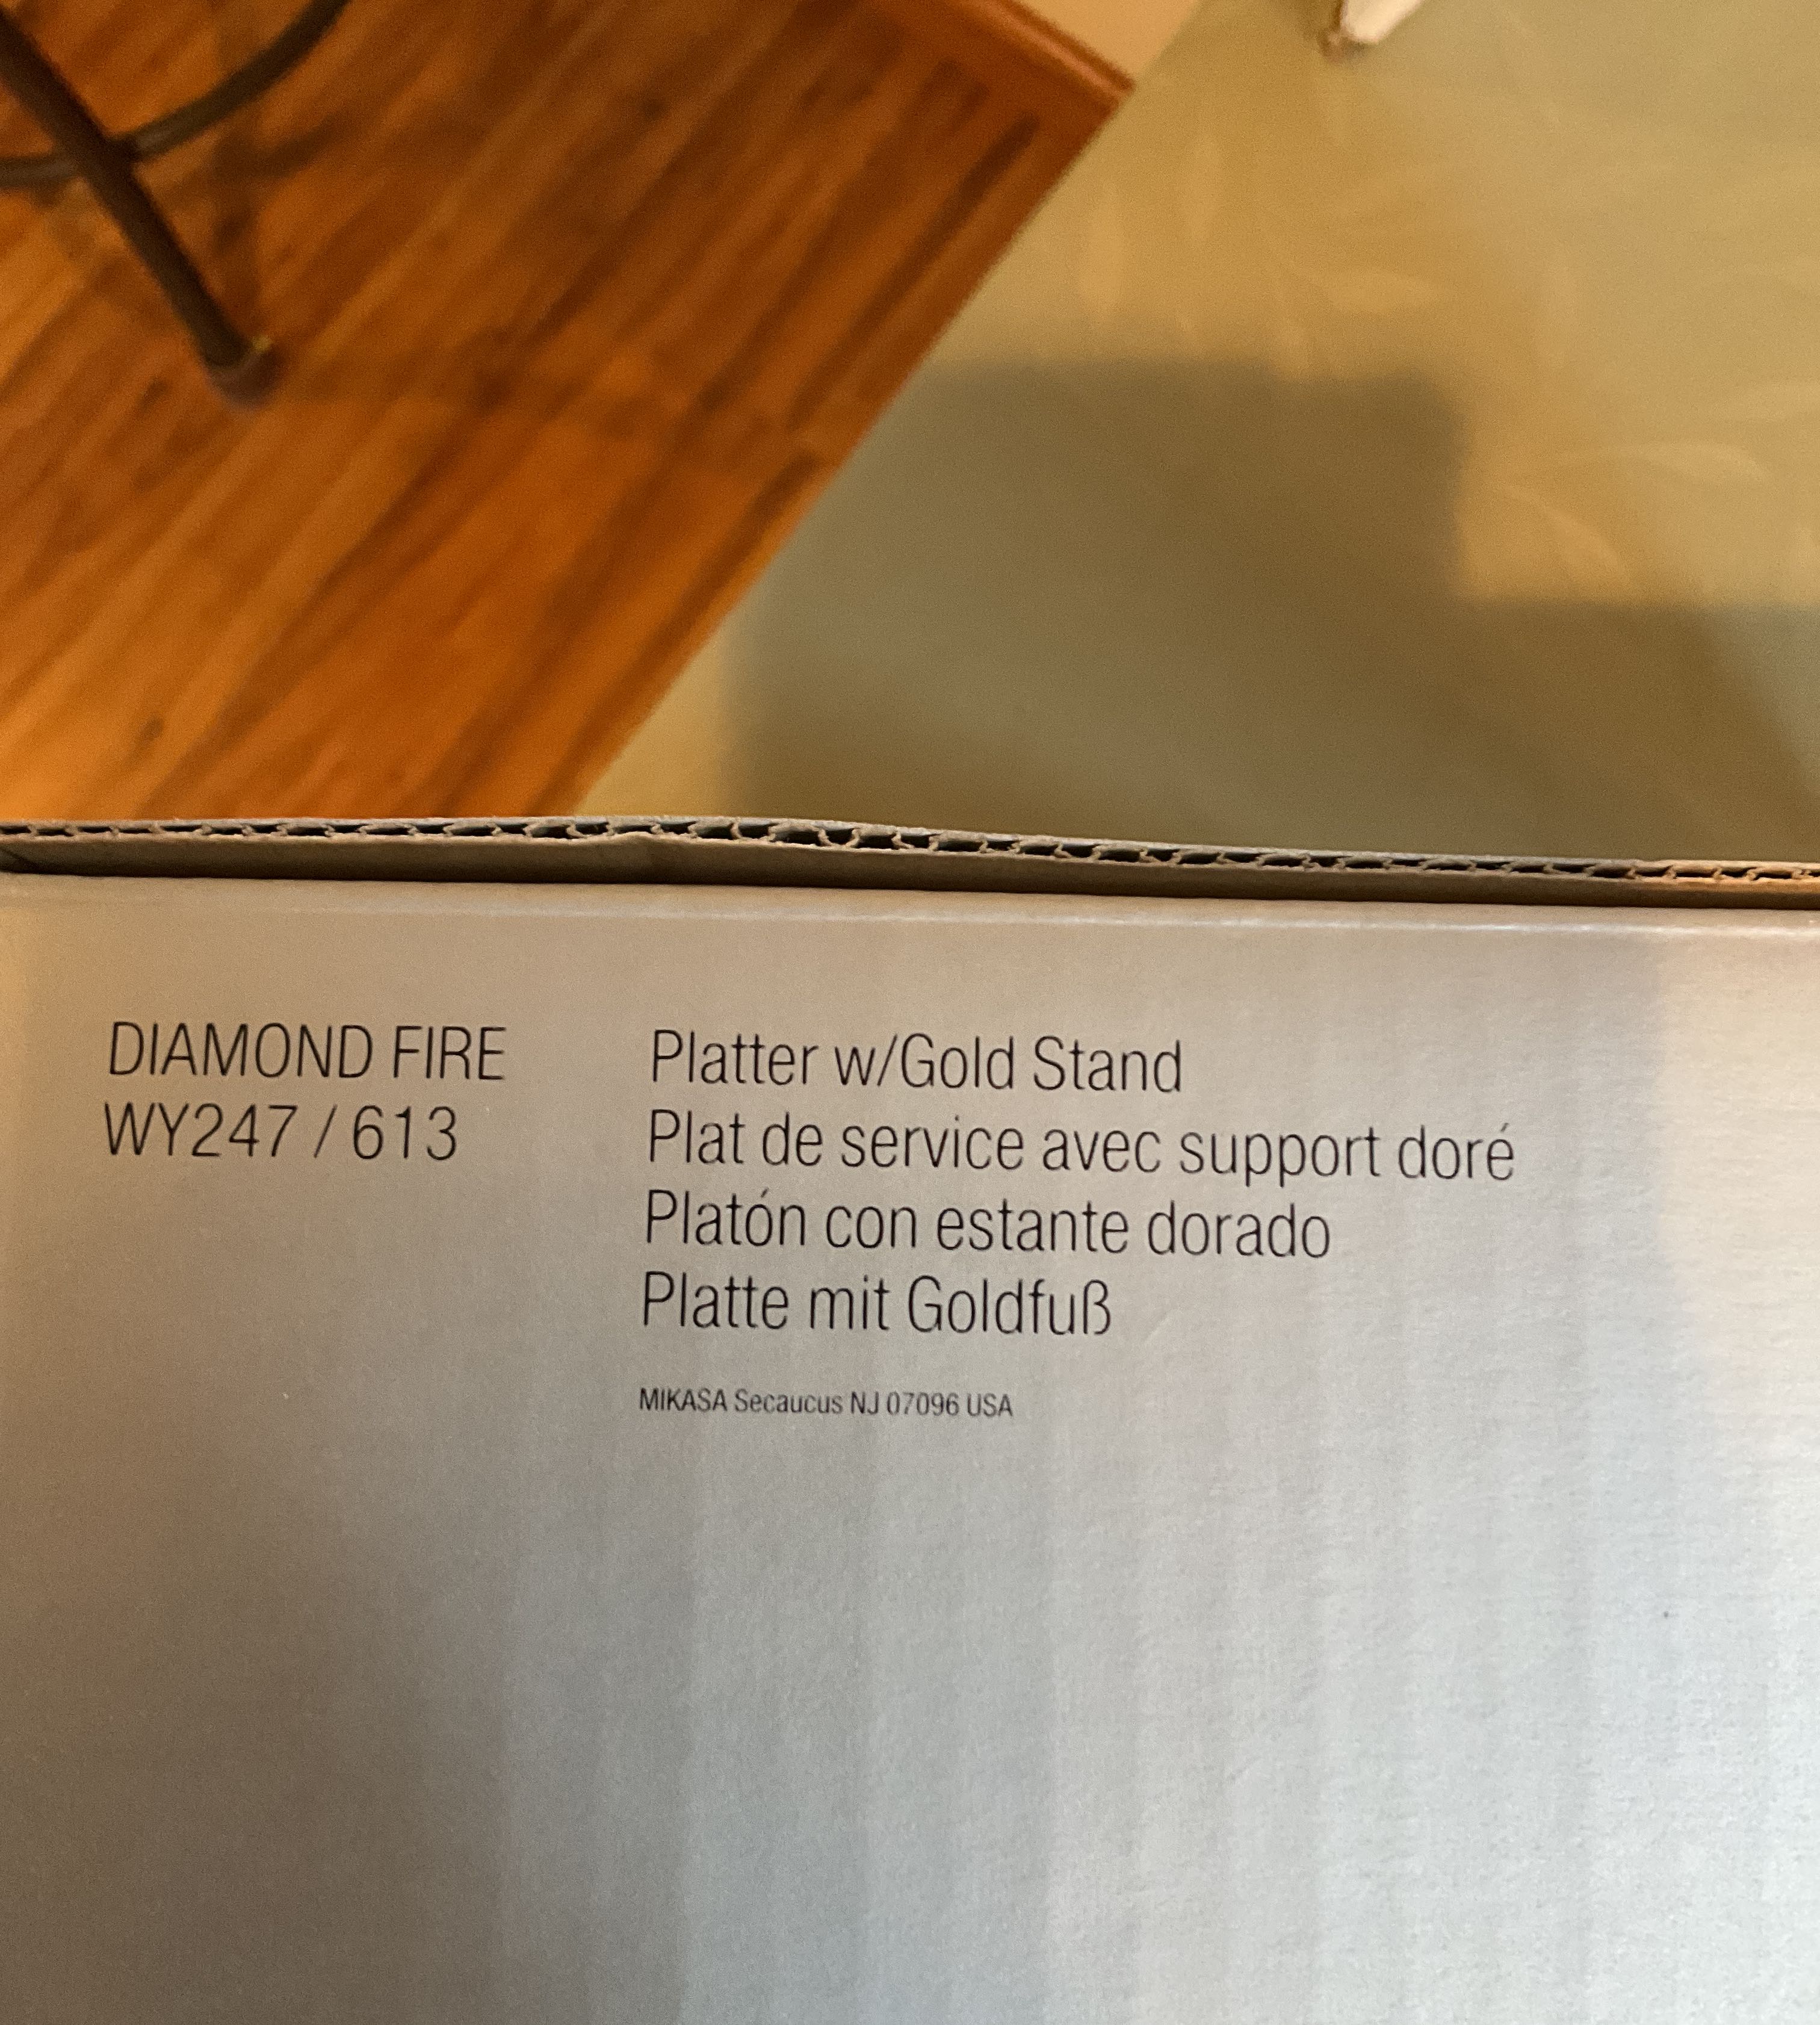 DIAMOND FIRE
WY247 / 613
Platter w/Gold Stand
Plat de service avec support doré
Platón con estante dorado
Platte mit Goldfuß
MIKASA Secaucus NJ 07096 USA